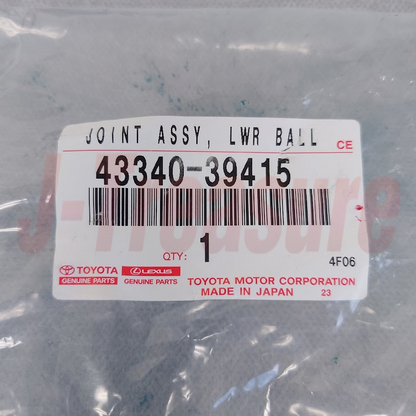 JOINT ASSY, LWR BALL
CE
43340-39415
J-Treasure
QTY: 1
4F06
TOYOTA
GENUINE PARTS
LEXUS
GENUINE PARTS
TOYOTA MOTOR CORPORATION
MADE IN JAPAN 23